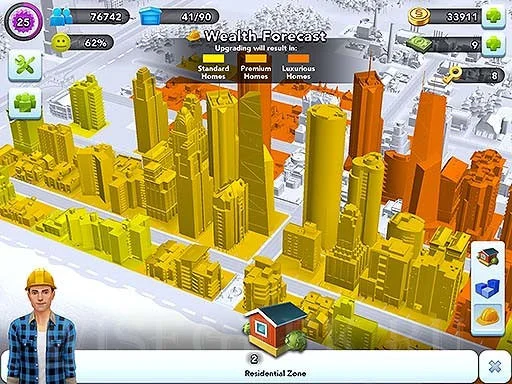 25
76742
41/90
33911
62%
9
8
Wealth Forecast
Upgrading will result in:
Standard Homes
Premium Homes
Luxurious Homes
2
Residential Zone